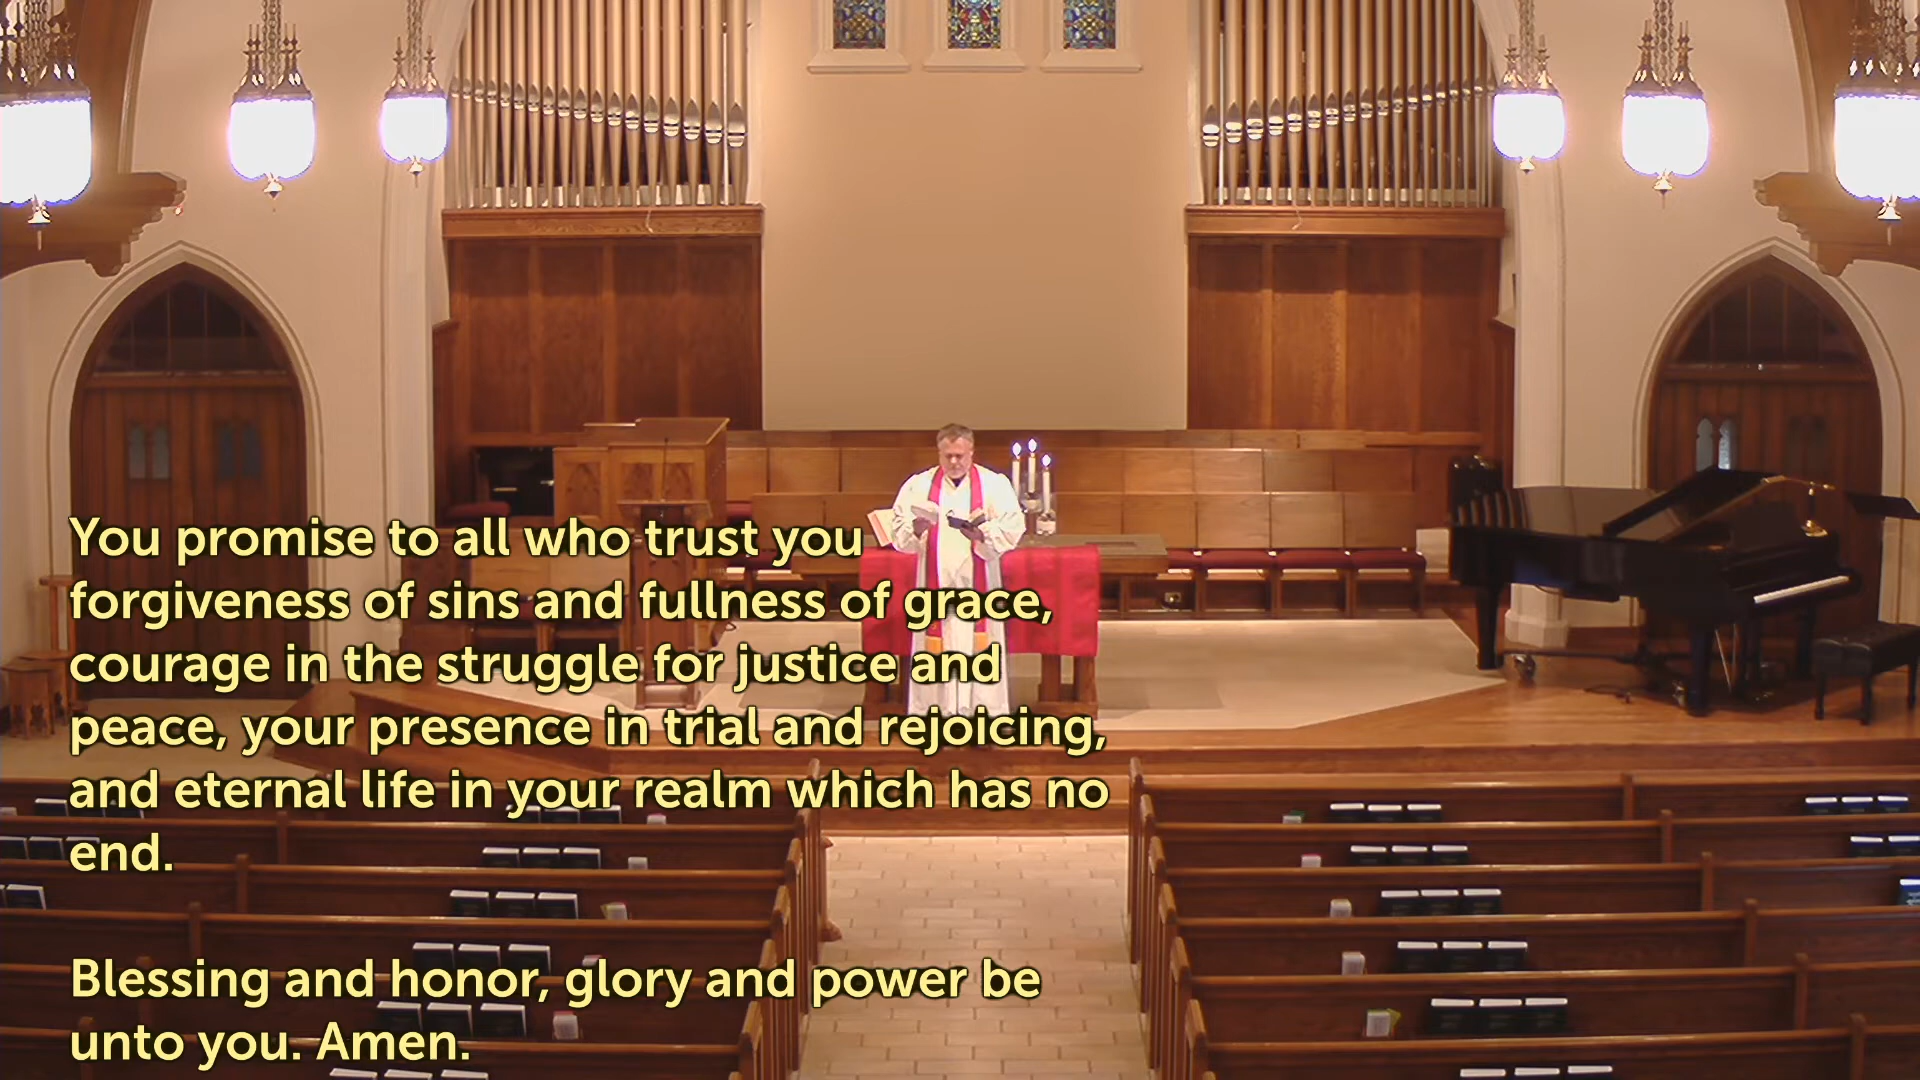 You promise to all who trust you
forgiveness of sins and fullness of grace,
courage in the struggle for justice and
peace, your presence in trial and rejoicing,
and eternal life in your realm which has no
end.
Blessing and honor, glory and power be
unto you. Amen.